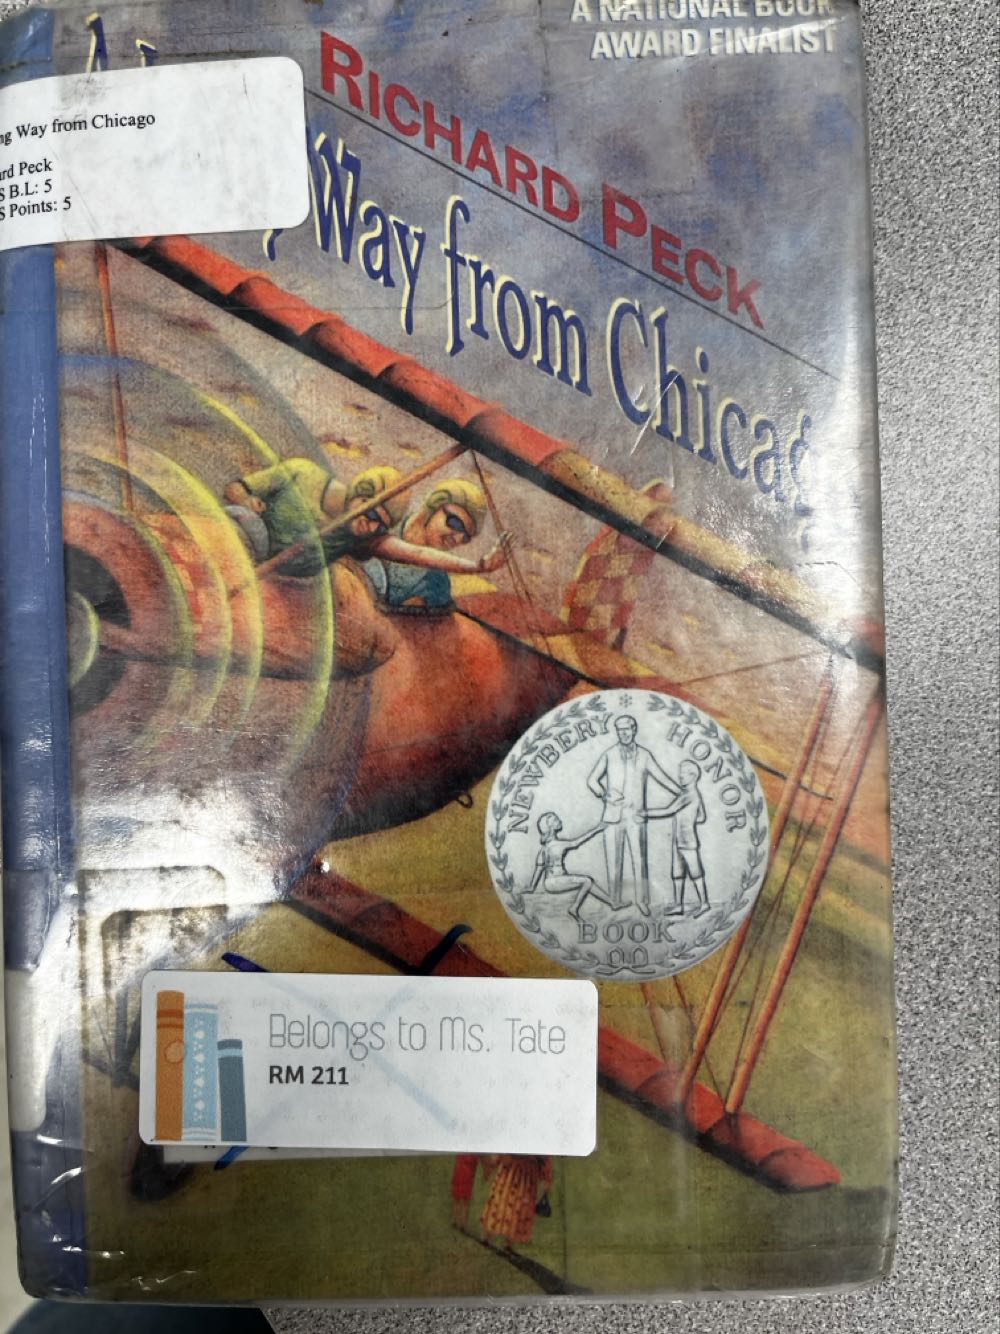 A NATIONAL BOOK
AWARD FINALIST
RICHARD PECK
Way from Chicag
ng Way from Chicago
ard Peck
S B.L: 5
S Points: 5
NEWBERY HONOR
BOOK
Belongs to Ms. Tate
RM 211